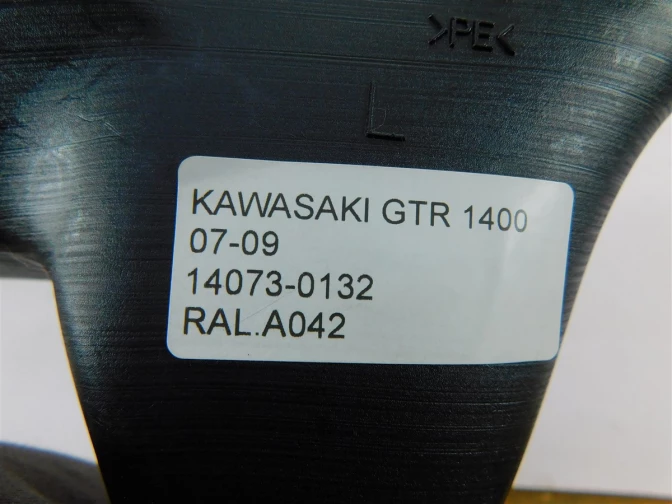 >PE<
L
KAWASAKI GTR 1400
07-09
14073-0132
RAL.A042